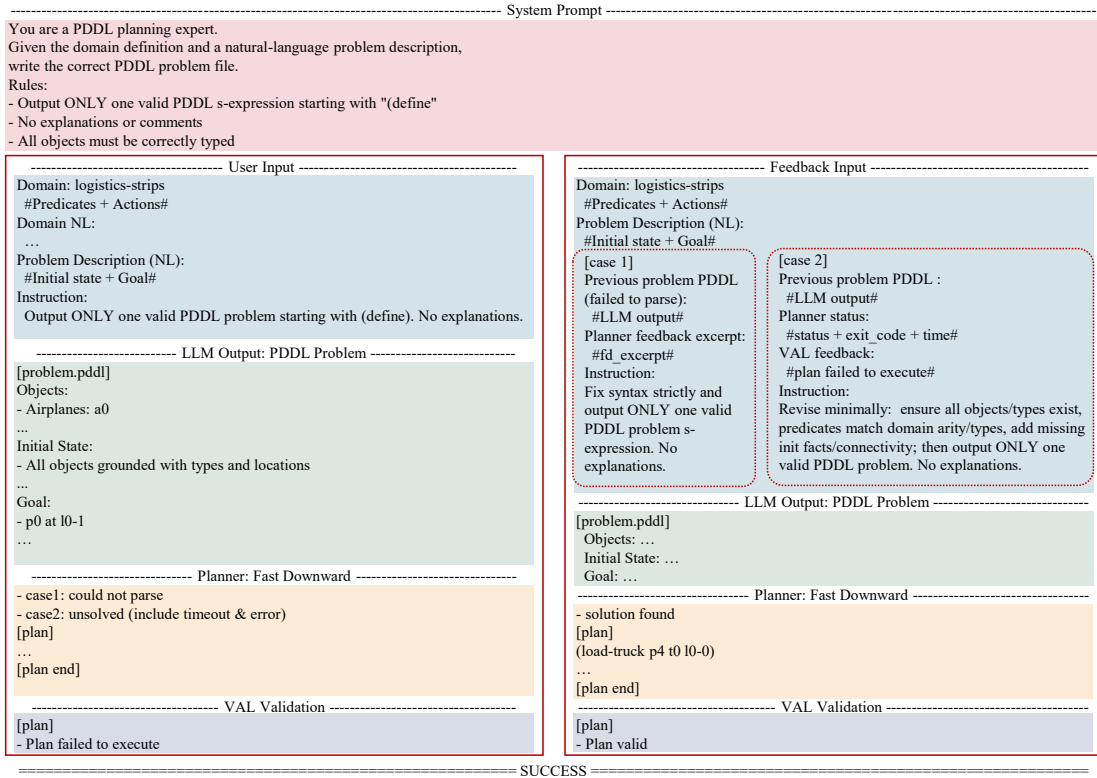 System Prompt
You are a PDDL planning expert.
Given the domain definition and a natural-language problem description,
write the correct PDDL problem file.
Rules:
- Output ONLY one valid PDDL s-expression starting with "(define"
- No explanations or comments
- All objects must be correctly typed
User Input
Domain: logistics-strips
#Predicates + Actions#
Domain NL:
…
Problem Description (NL):
#Initial state + Goal#
Instruction:
Output ONLY one valid PDDL problem starting with (define). No explanations.
LLM Output: PDDL Problem
[problem.pddl]
Objects:
- Airplanes: a0
...
Initial State:
- All objects grounded with types and locations
...
Goal:
- p0 at l0-1
…
Planner: Fast Downward
- case1: could not parse
- case2: unsolved (include timeout & error)
[plan]
…
[plan end]
VAL Validation
[plan]
- Plan failed to execute
Feedback Input
Domain: logistics-strips
#Predicates + Actions#
Problem Description (NL):
#Initial state + Goal#
[case 1]
Previous problem PDDL
(failed to parse):
#LLM output#
Planner feedback excerpt:
#fd_excerpt#
Instruction:
Fix syntax strictly and
output ONLY one valid
PDDL problem s-
expression. No
explanations.
[case 2]
Previous problem PDDL :
#LLM output#
Planner status:
#status + exit_code + time#
VAL feedback:
#plan failed to execute#
Instruction:
Revise minimally: ensure all objects/types exist,
predicates match domain arity/types, add missing
init facts/connectivity; then output ONLY one
valid PDDL problem. No explanations.
LLM Output: PDDL Problem
[problem.pddl]
Objects: …
Initial State: …
Goal: …
Planner: Fast Downward
- solution found
[plan]
(load-truck p4 t0 l0-0)
…
[plan end]
VAL Validation
[plan]
- Plan valid
SUCCESS